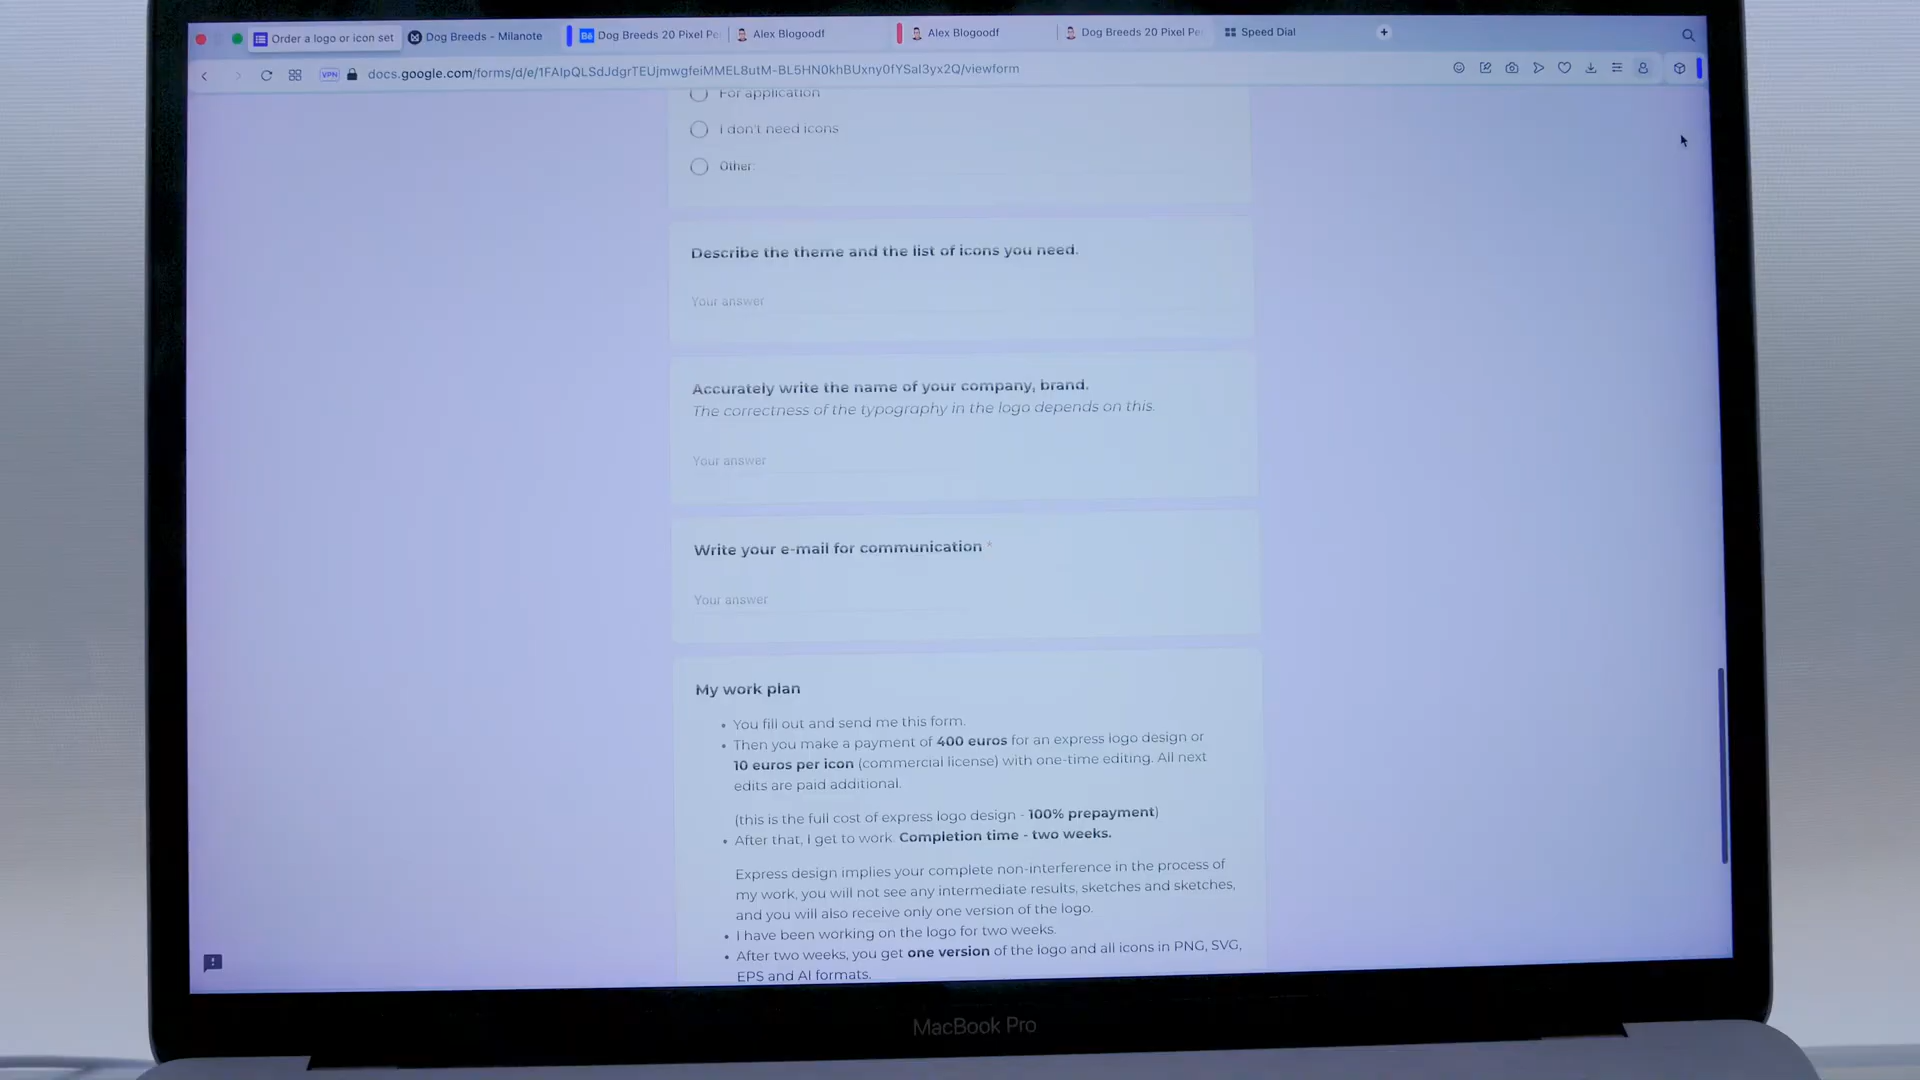 Order a logo or icon set
Dog Breeds - Milanote
Bē Dog Breeds 20 Pixel Pe
Alex Blogoodf
Alex Blogoodf
Dog Breeds 20 Pixel Pe
Speed Dial
VPN
docs.google.com/forms/d/e/1FAIpQLSdJdgrTEUjmwgfeiMMEL8utM-BL5HN0khBUxny0fYSal3yx2Q/viewform
For application
I don't need icons
Other:
Describe the theme and the list of icons you need.
Your answer
Accurately write the name of your company, brand.
The correctness of the typography in the logo depends on this.
Your answer
Write your e-mail for communication *
Your answer
My work plan
• You fill out and send me this form.
• Then you make a payment of 400 euros for an express logo design or
10 euros per icon (commercial license) with one-time editing. All next
edits are paid additional.
(this is the full cost of express logo design - 100% prepayment)
• After that, I get to work. Completion time - two weeks.
Express design implies your complete non-interference in the process of
my work, you will not see any intermediate results, sketches and sketches,
and you will also receive only one version of the logo.
• I have been working on the logo for two weeks.
• After two weeks, you get one version of the logo and all icons in PNG, SVG,
EPS and AI formats.
MacBook Pro